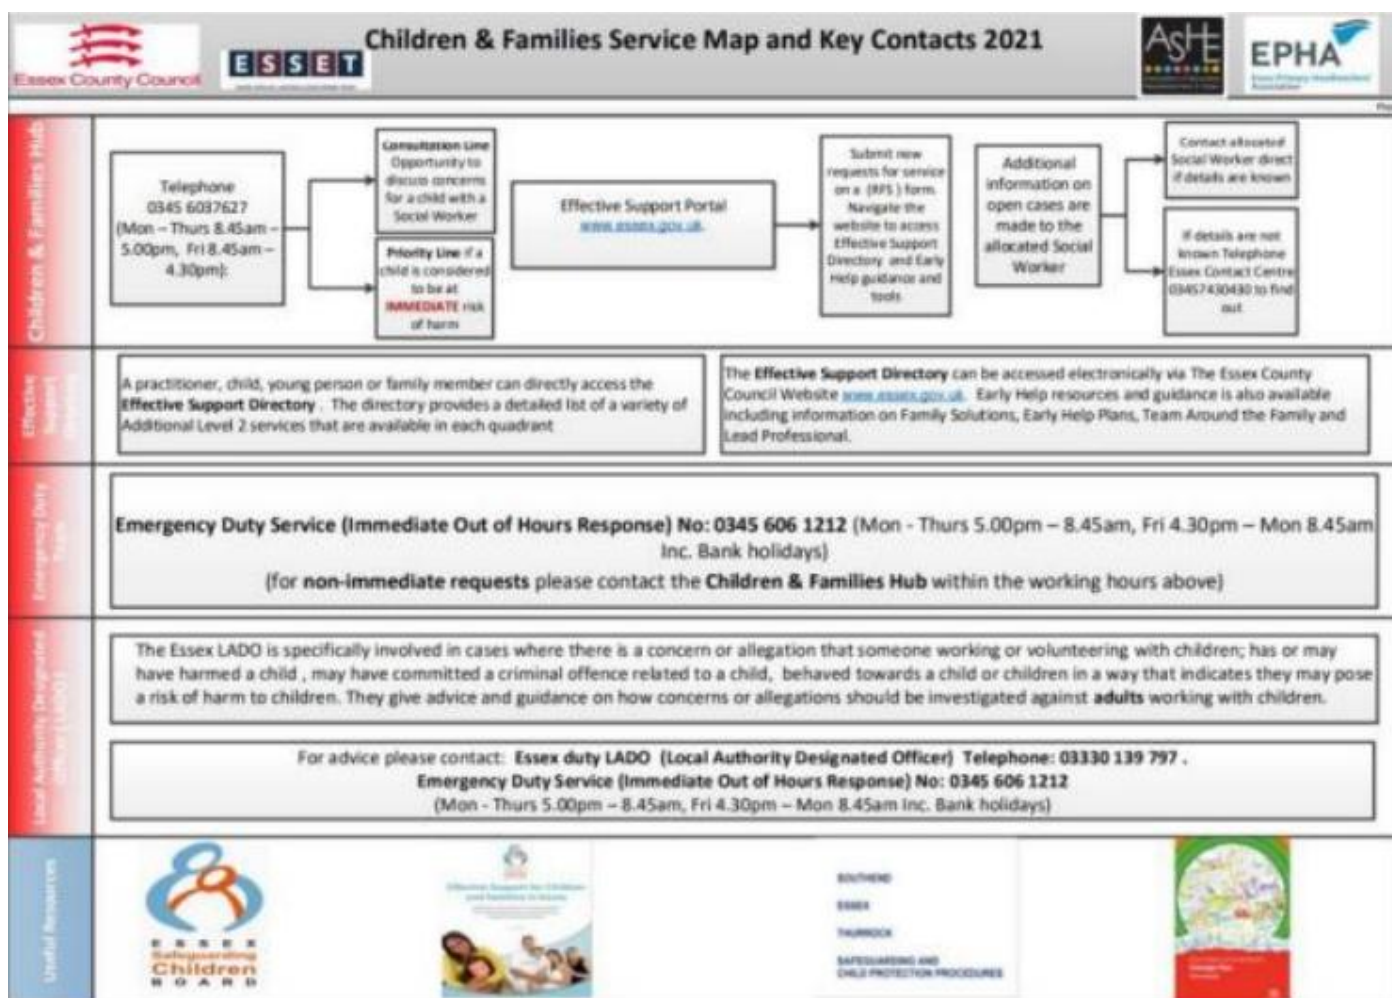 Children & Families Service Map and Key Contacts 2021
Essex County Council
ESSET
ASHE
EPHA
Children & Families Hub
Telephone
0345 6037627
(Mon – Thurs 8.45am –
5.00pm, Fri 8.45am –
4.30pm):
Consultation Line
Opportunity to
discuss concerns
for a child with a
Social Worker
Priority Line if a
child is considered
to be at
IMMEDIATE risk
of harm
Effective Support Portal
www.essex.gov.uk.
Submit new
requests for service
on a (RFS ) form.
Navigate the
website to access
Effective Support
Directory and Early
Help guidance and
tools
Additional
information on
open cases are
made to the
allocated Social
Worker
Contact allocated
Social Worker direct
if details are known
If details are not
known Telephone
Essex Contact Centre
03457430430 to find
out
Effective
Support
A practitioner, child, young person or family member can directly access the
Effective Support Directory . The directory provides a detailed list of a variety of
Additional Level 2 services that are available in each quadrant
The Effective Support Directory can be accessed electronically via The Essex County
Council Website www.essex.gov.uk. Early Help resources and guidance is also available
including information on Family Solutions, Early Help Plans, Team Around the Family and
Lead Professional.
Emergency Duty
Emergency Duty Service (Immediate Out of Hours Response) No: 0345 606 1212 (Mon - Thurs 5.00pm – 8.45am, Fri 4.30pm – Mon 8.45am
Inc. Bank holidays)
(for non-immediate requests please contact the Children & Families Hub within the working hours above)
Local Authority Designated
Officer (LADO)
The Essex LADO is specifically involved in cases where there is a concern or allegation that someone working or volunteering with children; has or may
have harmed a child , may have committed a criminal offence related to a child, behaved towards a child or children in a way that indicates they may pose
a risk of harm to children. They give advice and guidance on how concerns or allegations should be investigated against adults working with children.
For advice please contact: Essex duty LADO (Local Authority Designated Officer) Telephone: 03330 139 797 .
Emergency Duty Service (Immediate Out of Hours Response) No: 0345 606 1212
(Mon - Thurs 5.00pm – 8.45am, Fri 4.30pm – Mon 8.45am Inc. Bank holidays)
Useful Resources
ESSEX
Safeguarding
Children
BOARD
Effective Support for Children
and Families in Essex
SOUTHEND
ESSEX
THURROCK
SAFEGUARDING AND
CHILD PROTECTION PROCEDURES